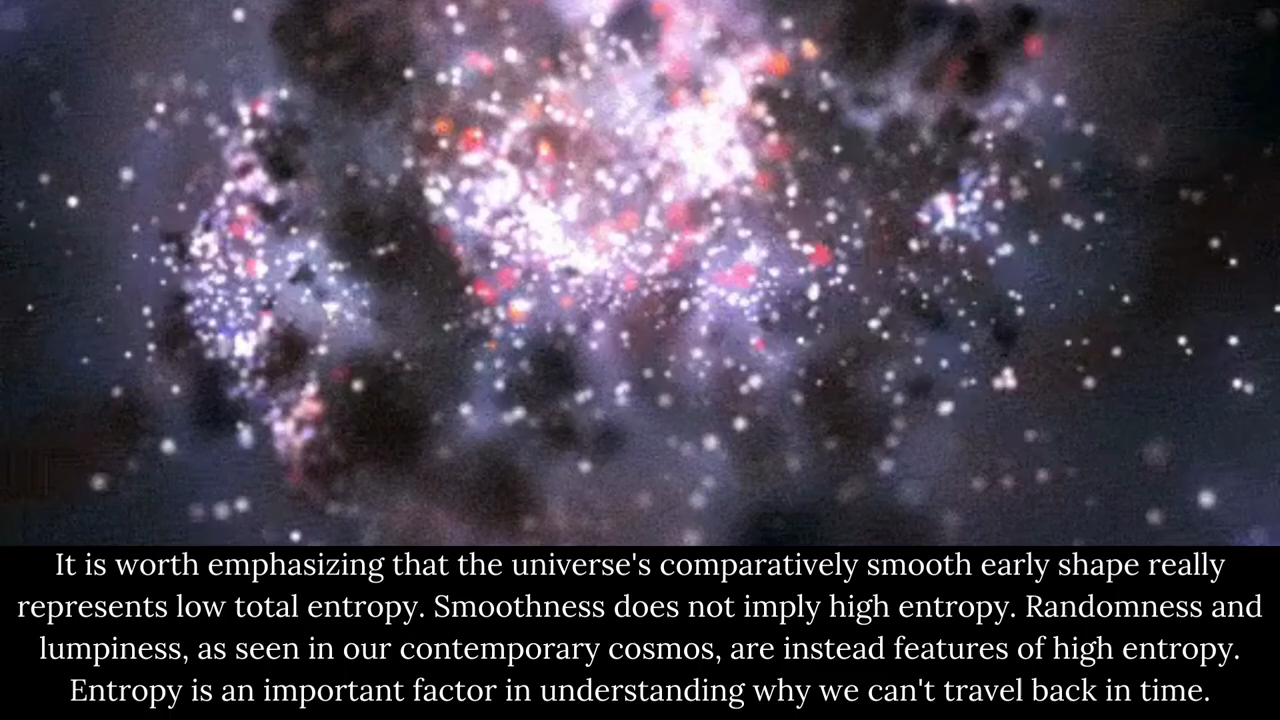 It is worth emphasizing that the universe's comparatively smooth early shape really
represents low total entropy. Smoothness does not imply high entropy. Randomness and
lumpiness, as seen in our contemporary cosmos, are instead features of high entropy.
Entropy is an important factor in understanding why we can't travel back in time.